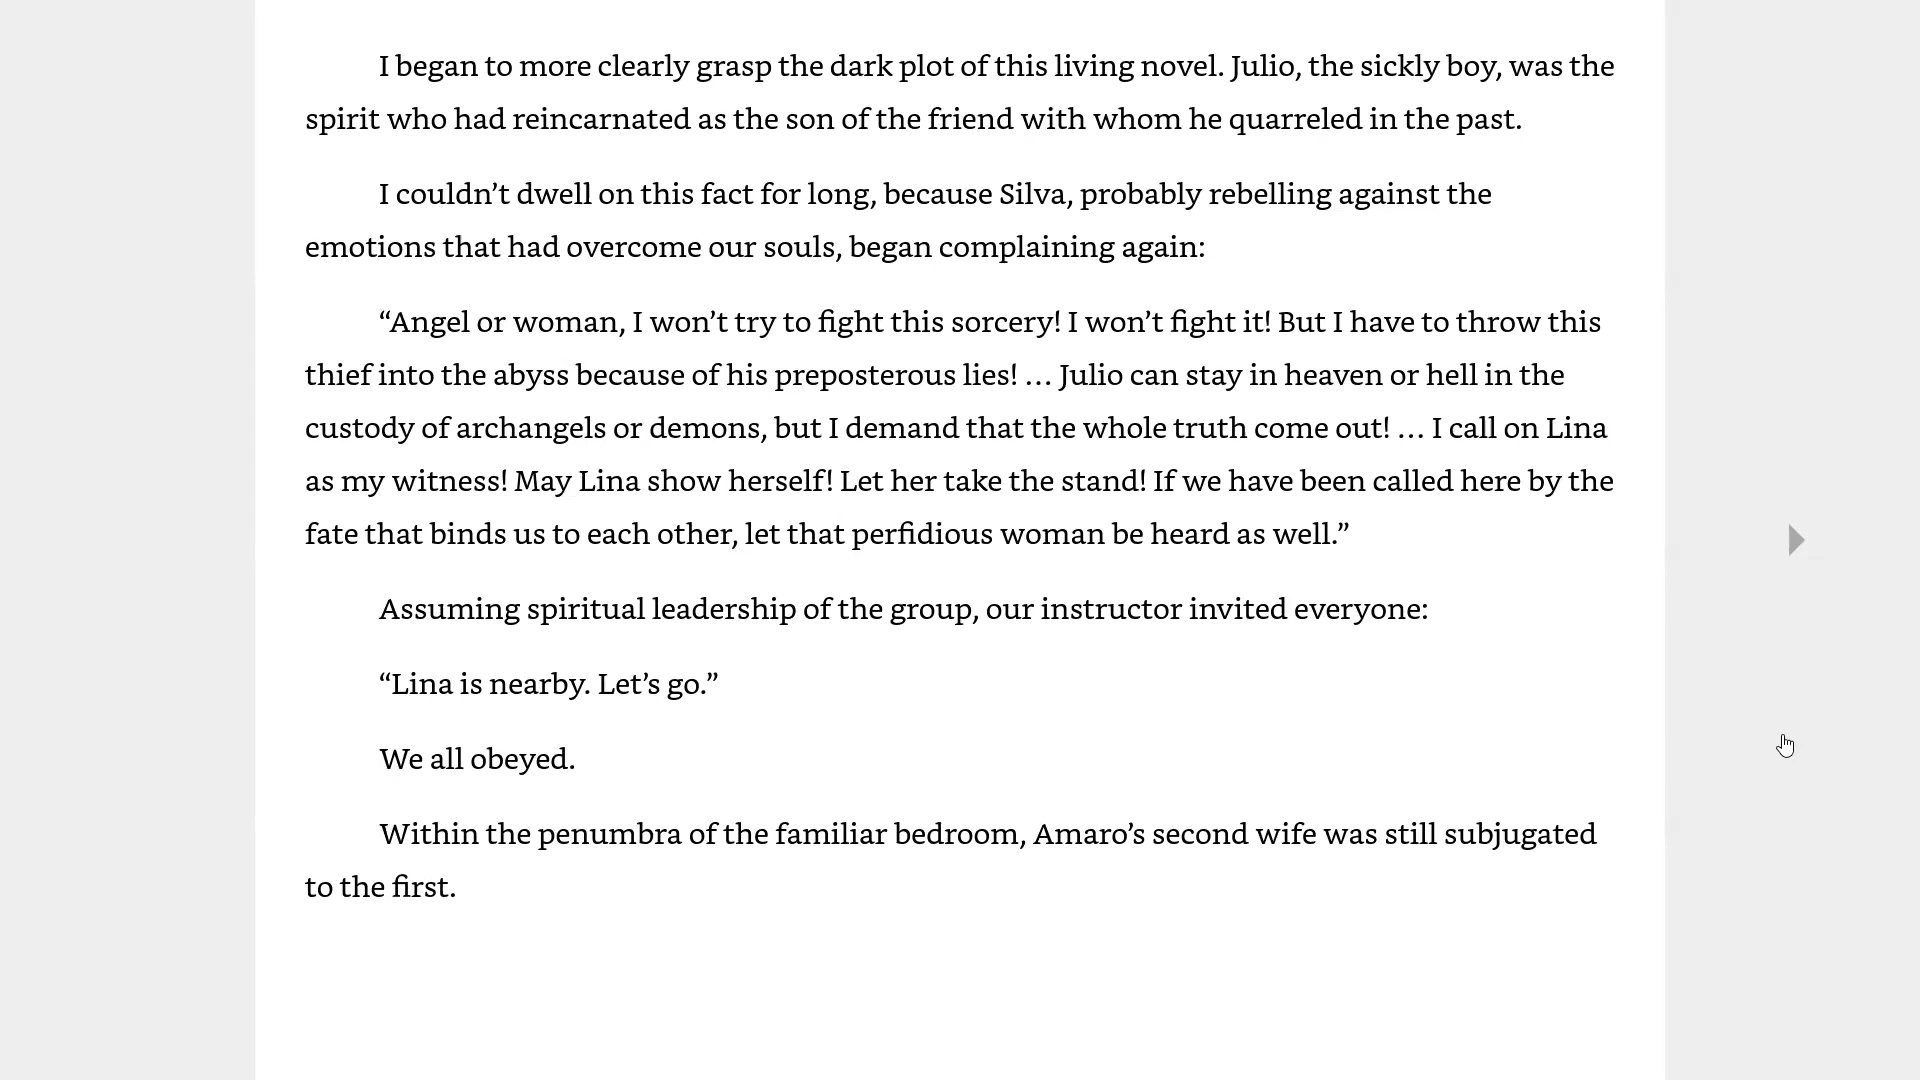 I began to more clearly grasp the dark plot of this living novel. Julio, the sickly boy, was the
spirit who had reincarnated as the son of the friend with whom he quarreled in the past.
I couldn’t dwell on this fact for long, because Silva, probably rebelling against the
emotions that had overcome our souls, began complaining again:
“Angel or woman, I won’t try to fight this sorcery! I won’t fight it! But I have to throw this
thief into the abyss because of his preposterous lies! … Julio can stay in heaven or hell in the
custody of archangels or demons, but I demand that the whole truth come out! … I call on Lina
as my witness! May Lina show herself! Let her take the stand! If we have been called here by the
fate that binds us to each other, let that perfidious woman be heard as well.”
Assuming spiritual leadership of the group, our instructor invited everyone:
“Lina is nearby. Let’s go.”
We all obeyed.
Within the penumbra of the familiar bedroom, Amaro’s second wife was still subjugated
to the first.